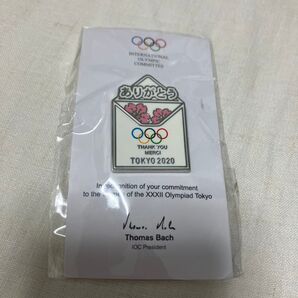 INTERNATIONAL
OLYMPIC
COMMITTEE
ありがとう
THANK YOU
MERCI
TOKYO 2020
In recognition of your commitment
to the of the XXXII Olympiad Tokyo
Thomas Bach
IOC President